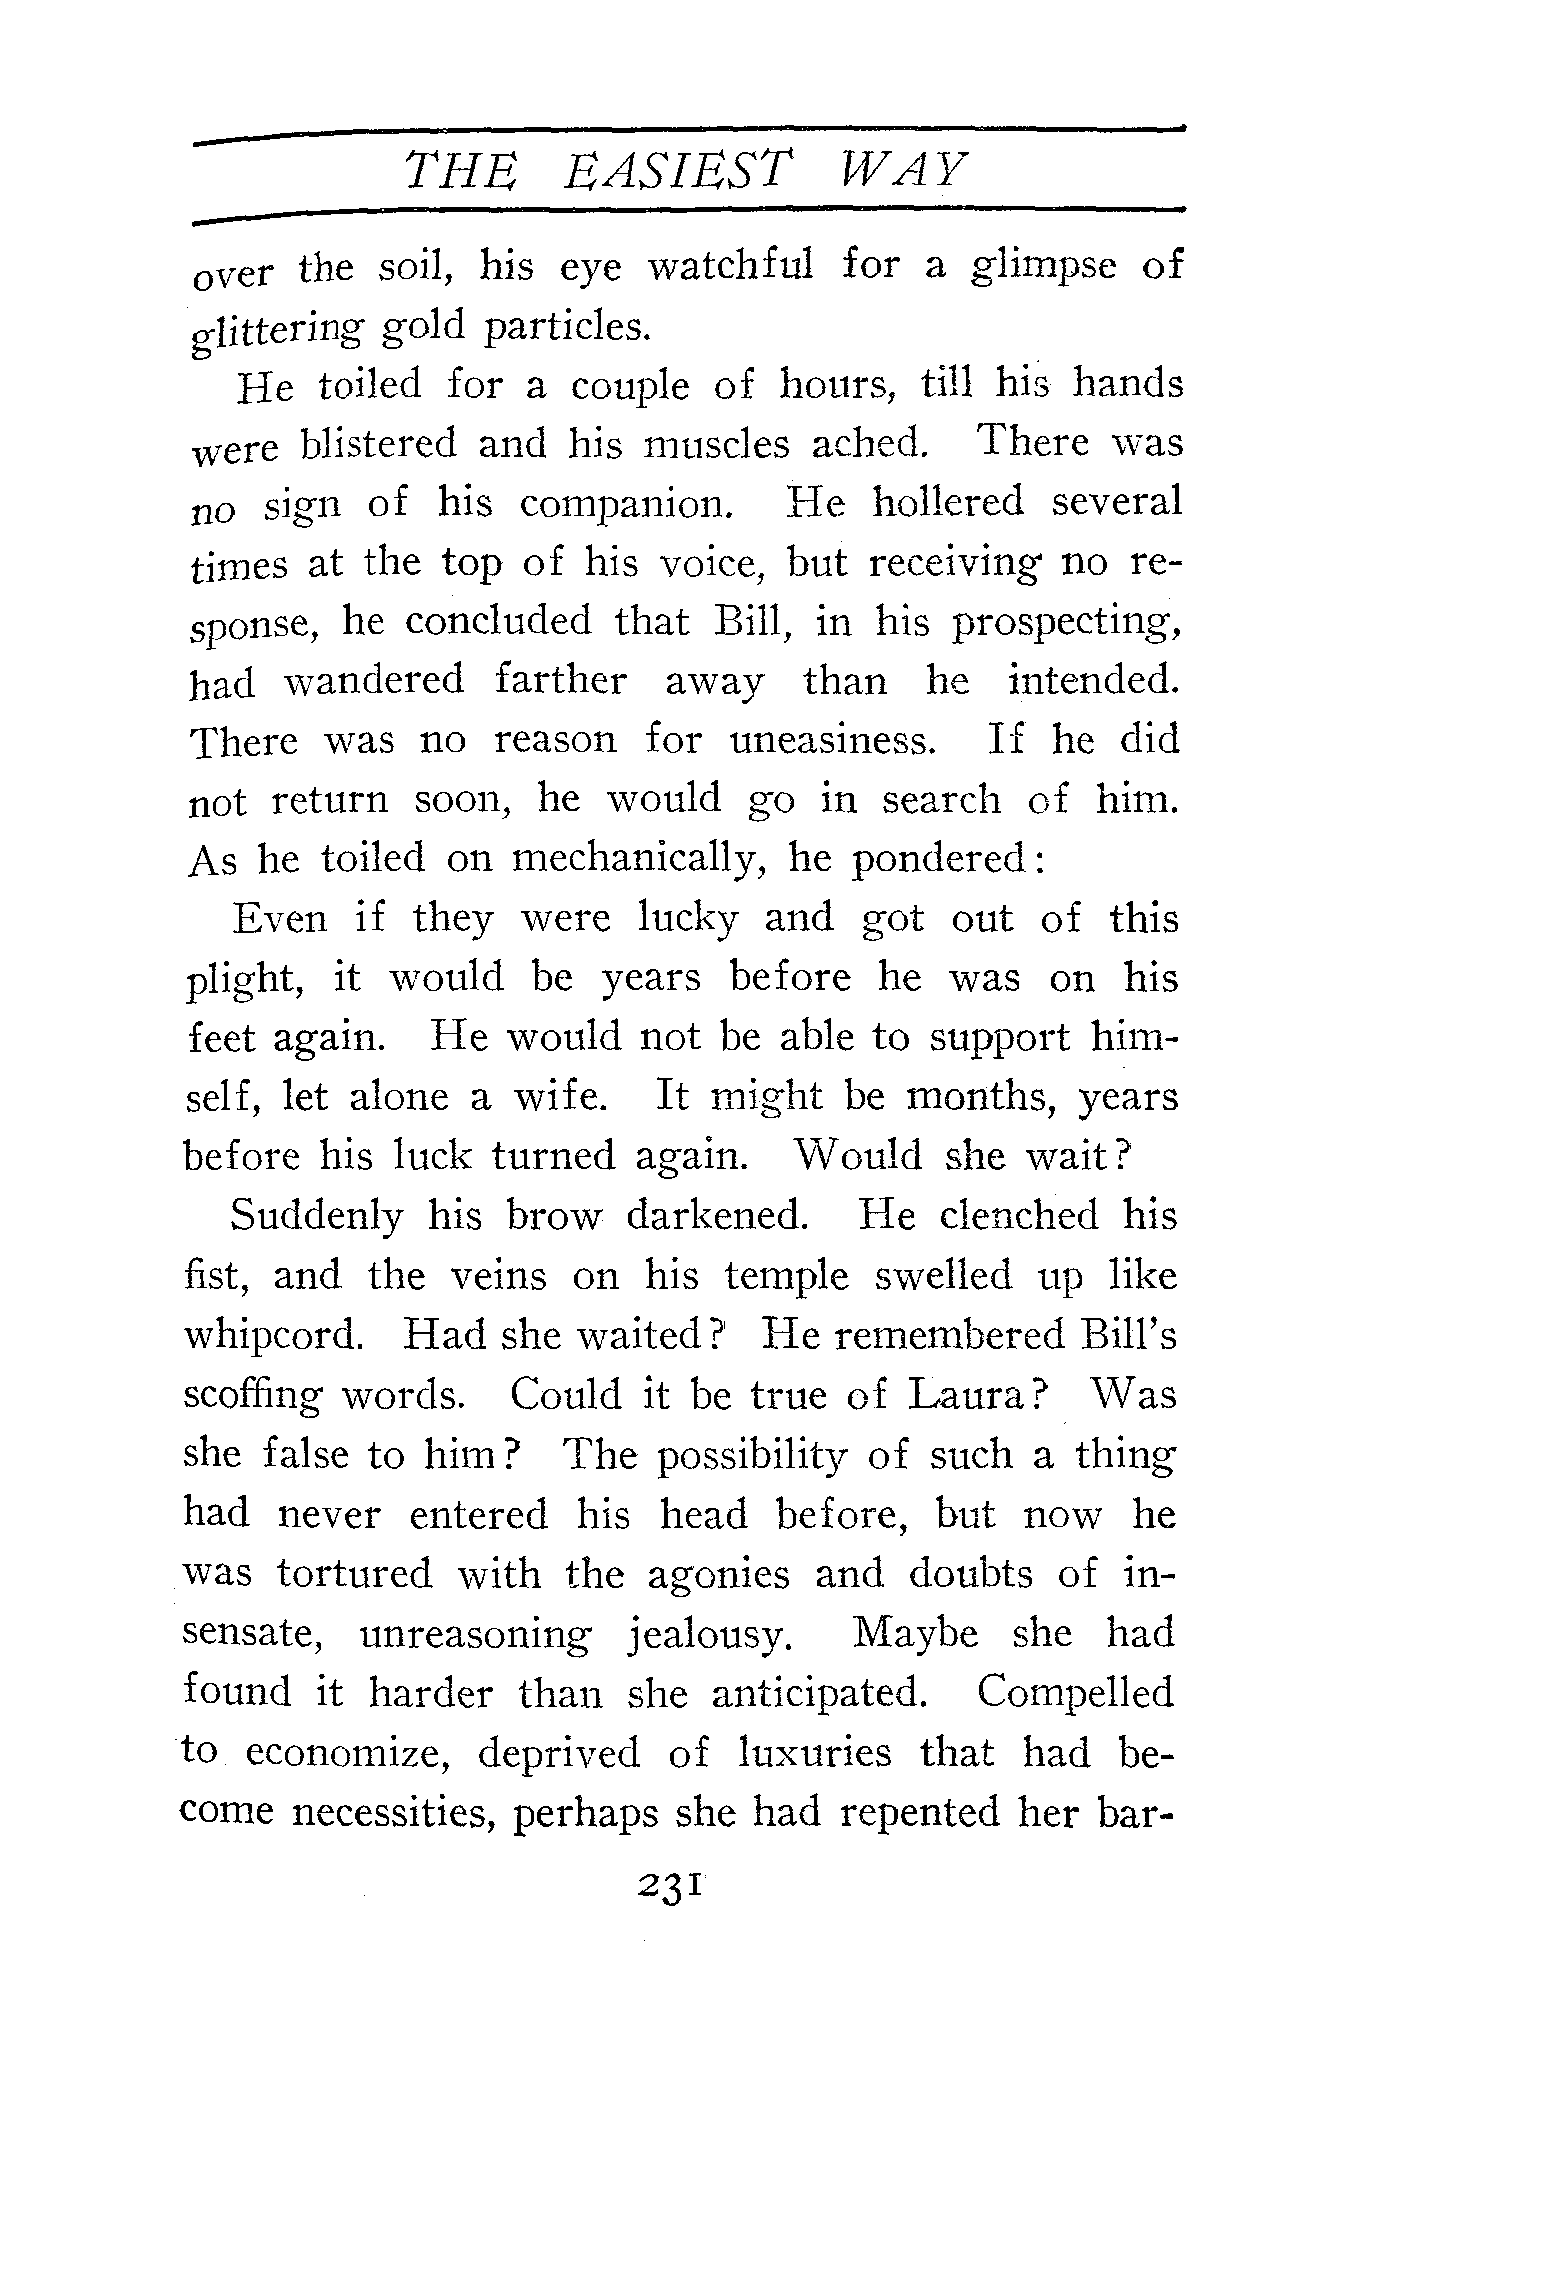 THE EASIEST WAY
over the soil, his eye watchful for a glimpse of
glittering gold particles.
He toiled for a couple of hours, till his hands
were blistered and his muscles ached. There was
no sign of his companion. He hollered several
times at the top of his voice, but receiving no re-
sponse, he concluded that Bill, in his prospecting,
had wandered farther away than he intended.
There was no reason for uneasiness. If he did
not return soon, he would go in search of him.
As he toiled on mechanically, he pondered:
Even if they were lucky and got out of this
plight, it would be years before he was on his
feet again. He would not be able to support him-
self, let alone a wife. It might be months, years
before his luck turned again. Would she wait?
Suddenly his brow darkened. He clenched his
fist, and the veins on his temple swelled up like
whipcord. Had she waited? He remembered Bill's
scoffing words. Could it be true of Laura? Was
she false to him? The possibility of such a thing
had never entered his head before, but now he
was tortured with the agonies and doubts of in-
sensate, unreasoning jealousy. Maybe she had
found it harder than she anticipated. Compelled
to economize, deprived of luxuries that had be-
come necessities, perhaps she had repented her bar-
231